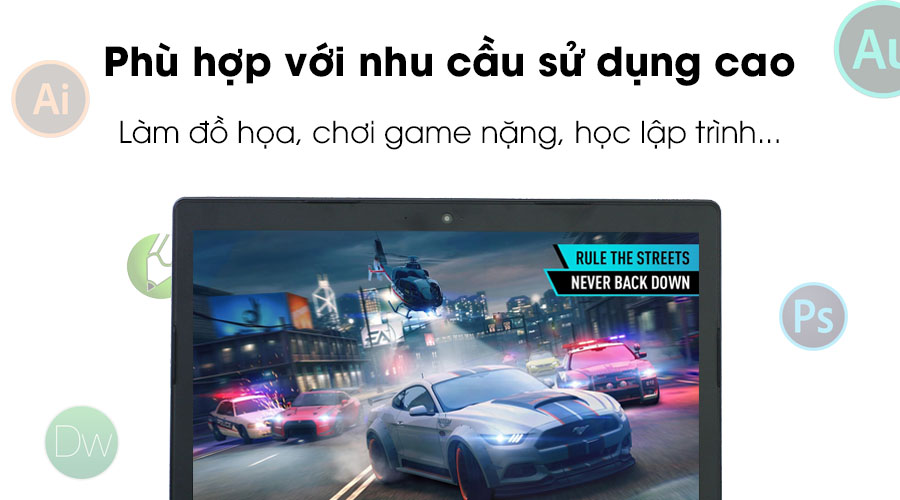 Phù hợp với nhu cầu sử dụng cao
Làm đồ họa, chơi game nặng, học lập trình...
Ai
Au
RULE THE STREETS
NEVER BACK DOWN
EA
Ps
Dw